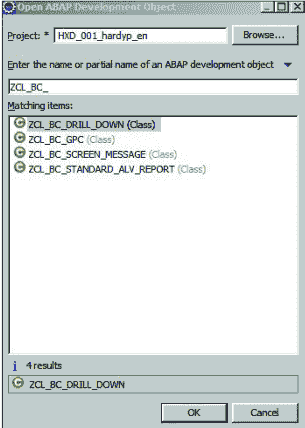 Open ABAP Development Object
Project: * HXD_001_hardyp_en Browse...
Enter the name or partial name of an ABAP development object
ZCL_BC_
Matching items:
ZCL_BC_DRILL_DOWN (Class)
ZCL_BC_GPC (Class)
ZCL_BC_SCREEN_MESSAGE (Class)
ZCL_BC_STANDARD_ALV_REPORT (Class)
4 results
ZCL_BC_DRILL_DOWN
OK Cancel